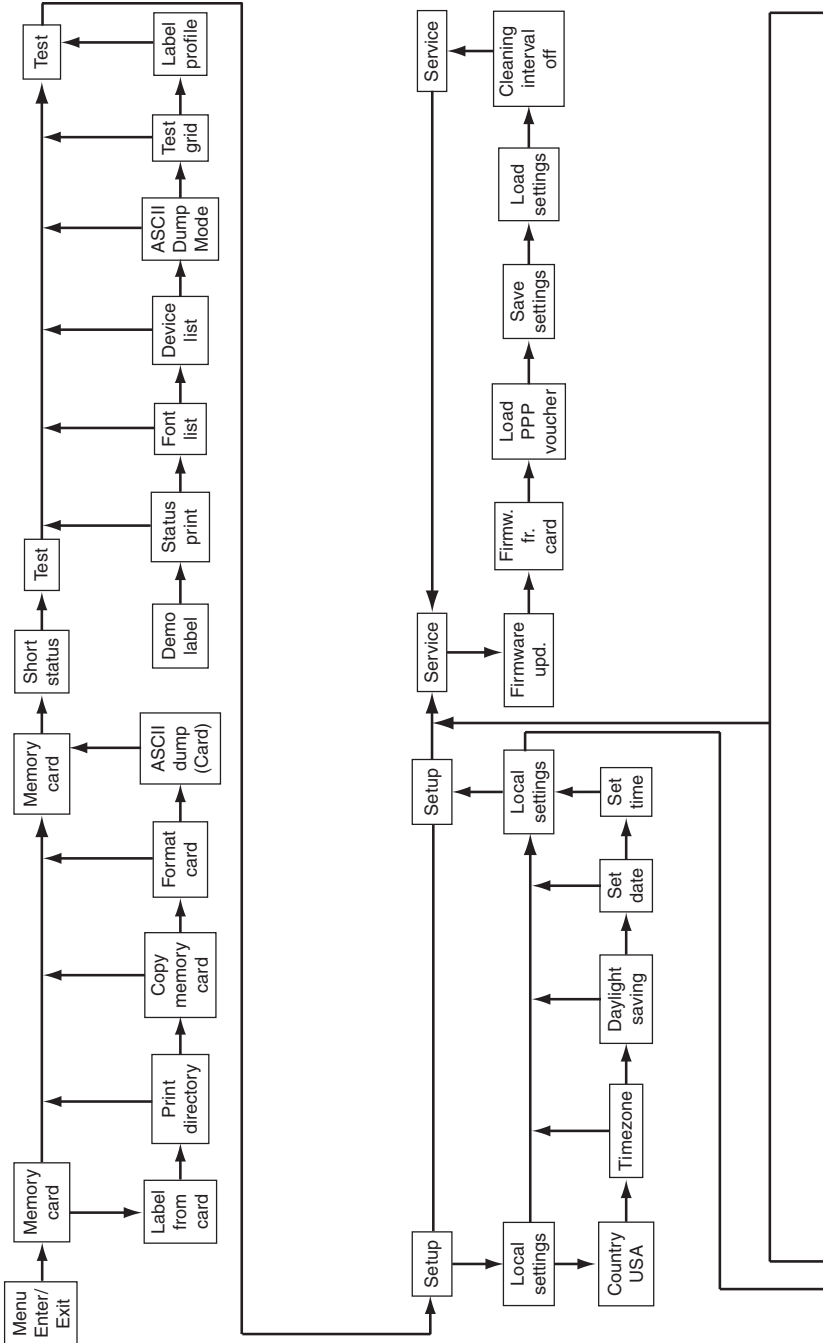 Menu
Enter/
Exit
Memory
card
Label
from
card
Print
directory
Copy
memory
card
Format
card
ASCII
dump
(Card)
Memory
card
Short
status
Test
Demo
label
Status
print
Font
list
Device
list
ASCII
Dump
Mode
Test
grid
Label
profile
Test
Setup
Local
settings
Country
USA
Timezone
Daylight
saving
Set
date
Set
time
Local
settings
Setup
Service
Firmware
upd.
Firmw.
fr.
card
Load
PPP
voucher
Save
settings
Load
settings
Cleaning
interval
off
Service